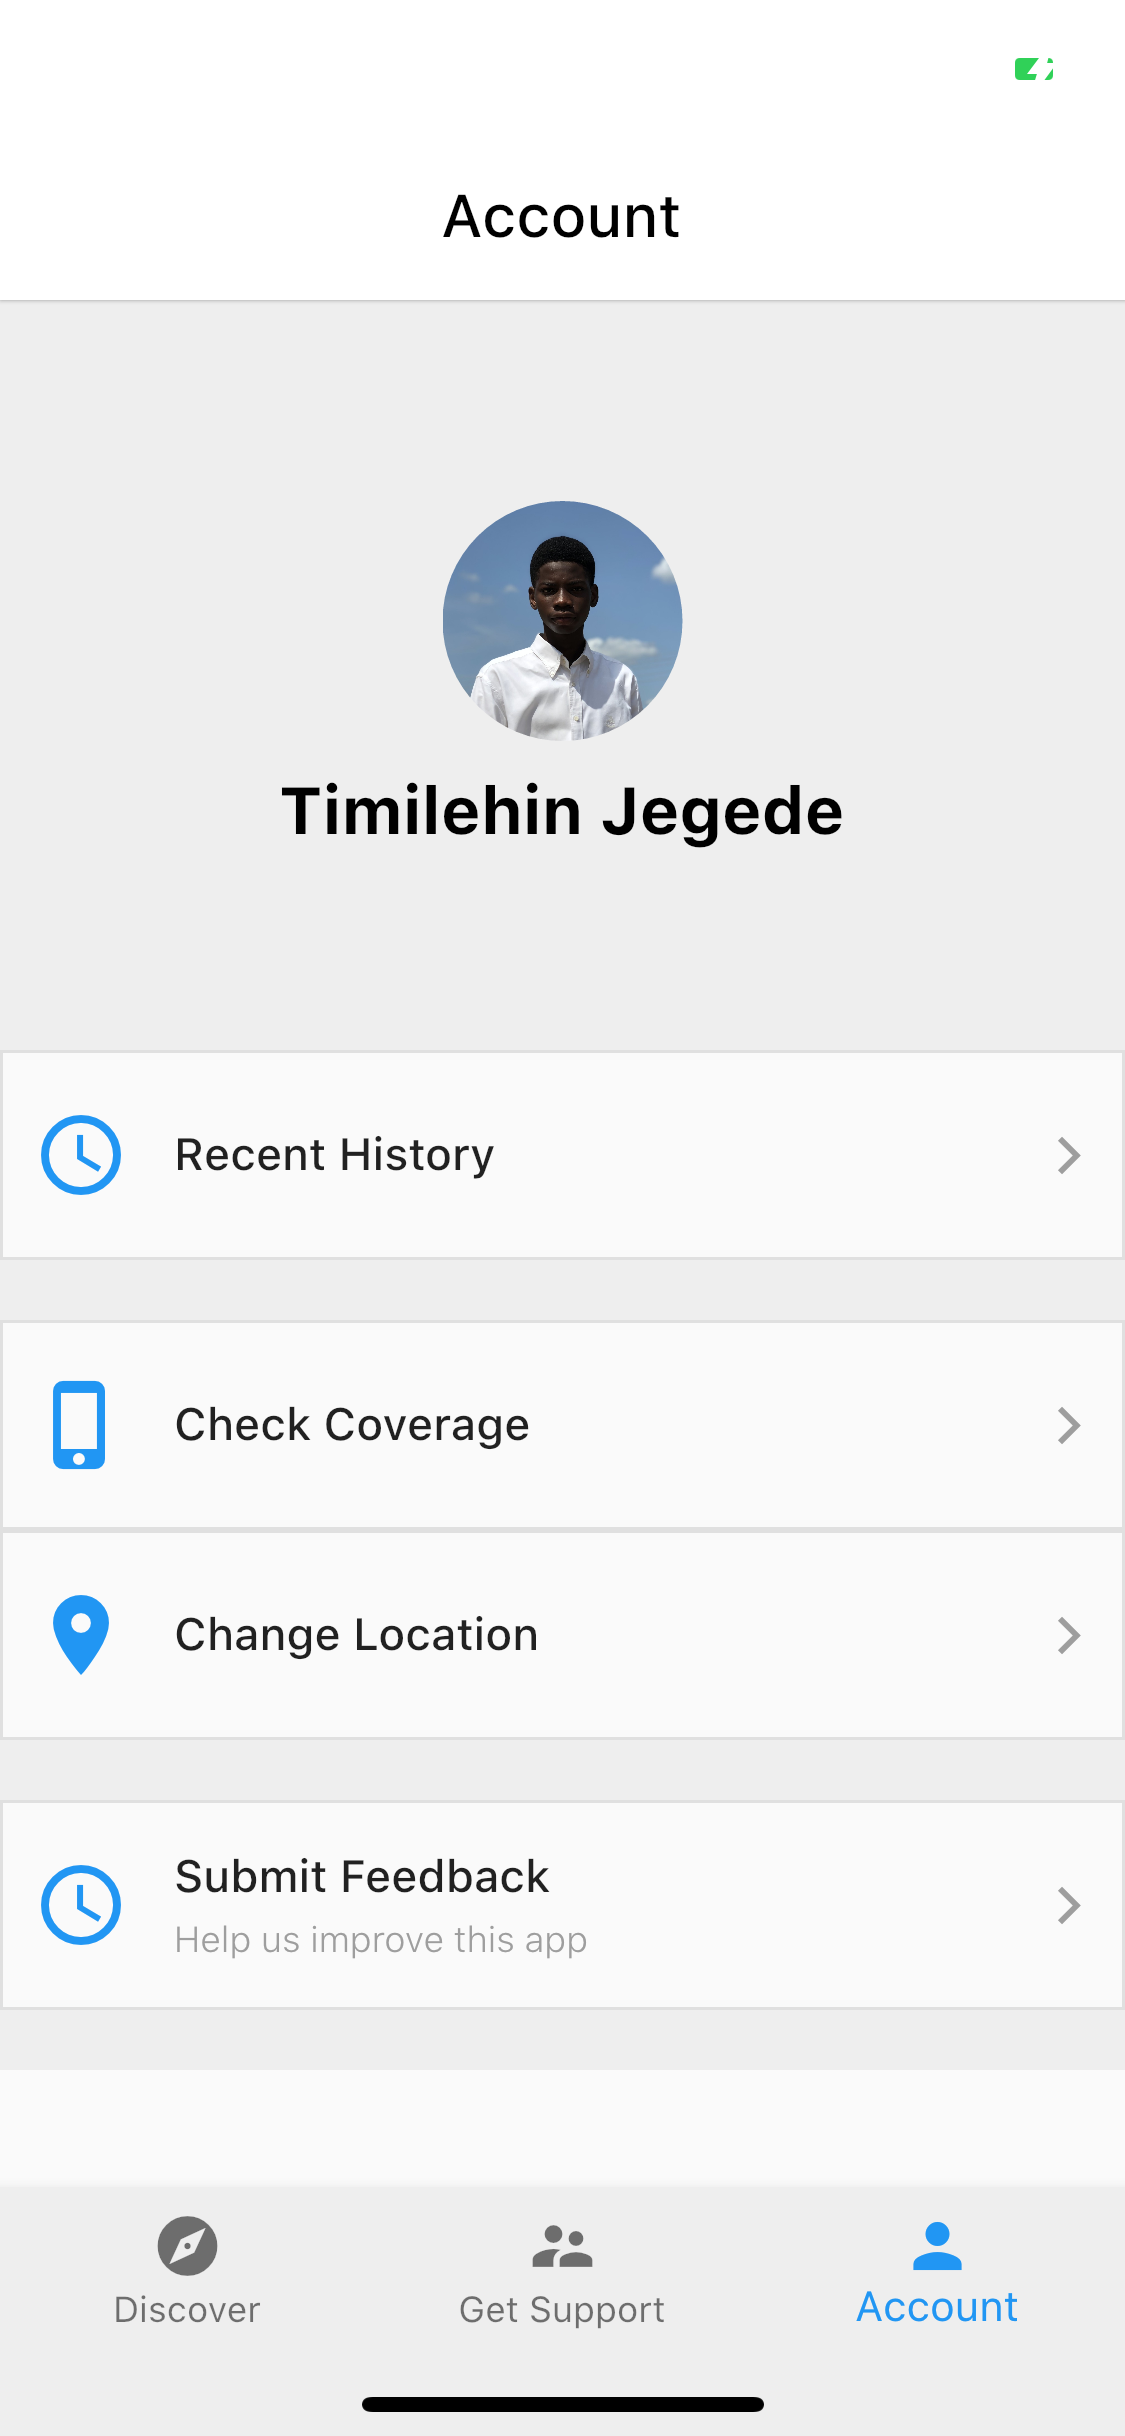 Account
Timilehin Jegede
Recent History
Check Coverage
Change Location
Submit Feedback
Help us improve this app
Discover
Get Support
Account